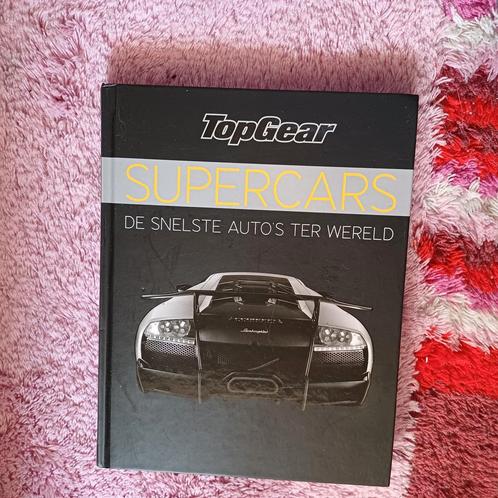 TopGear
SUPERCARS
DE SNELSTE AUTO'S TER WERELD
Lamborghini